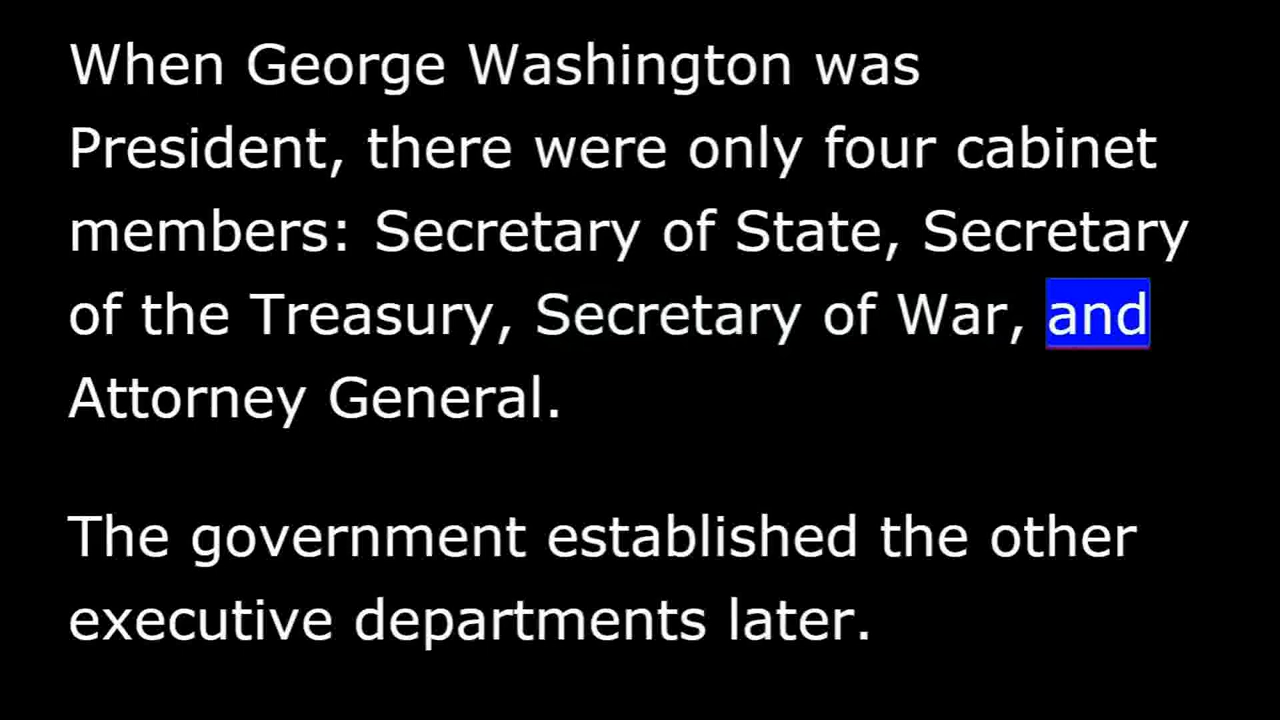 When George Washington was
President, there were only four cabinet
members: Secretary of State, Secretary
of the Treasury, Secretary of War, and
Attorney General.
The government established the other
executive departments later.